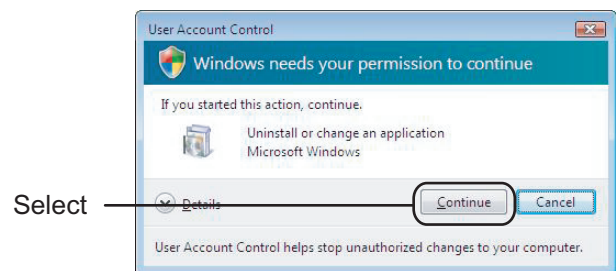 User Account Control
Windows needs your permission to continue
If you started this action, continue.
Uninstall or change an application
Microsoft Windows
Select
Details
Continue
Cancel
User Account Control helps stop unauthorized changes to your computer.